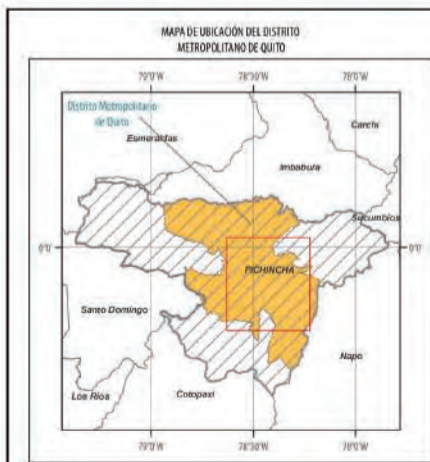 MAPA DE UBICACIÓN DEL DISTRITO
METROPOLITANO DE QUITO
79°0'W 78°30'W 78°0'W
Distrito Metropolitano
de Quito
Esmeraldas
Carchi
Imbabura
Sucumbíos
0°0' 0°0'
PICHINCHA
Santo Domingo
Napo
Los Ríos
Cotopaxi
79°0'W 78°30'W 78°0'W